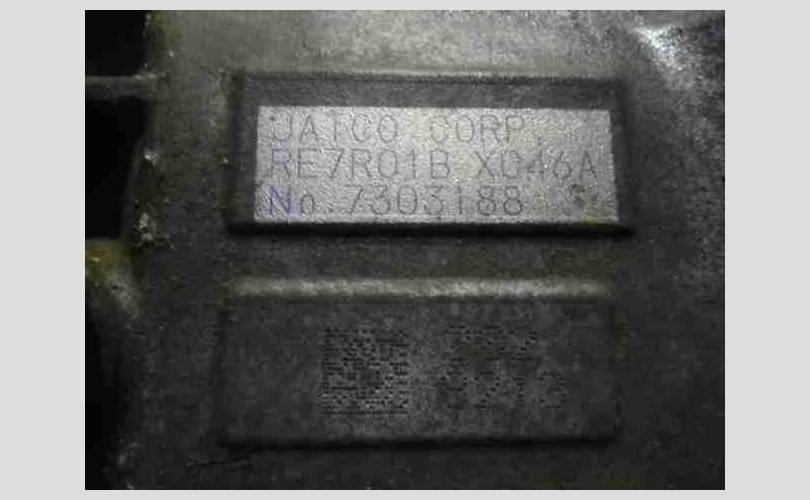 JATCO CORP.
RE7R01B X046A
No.7303188